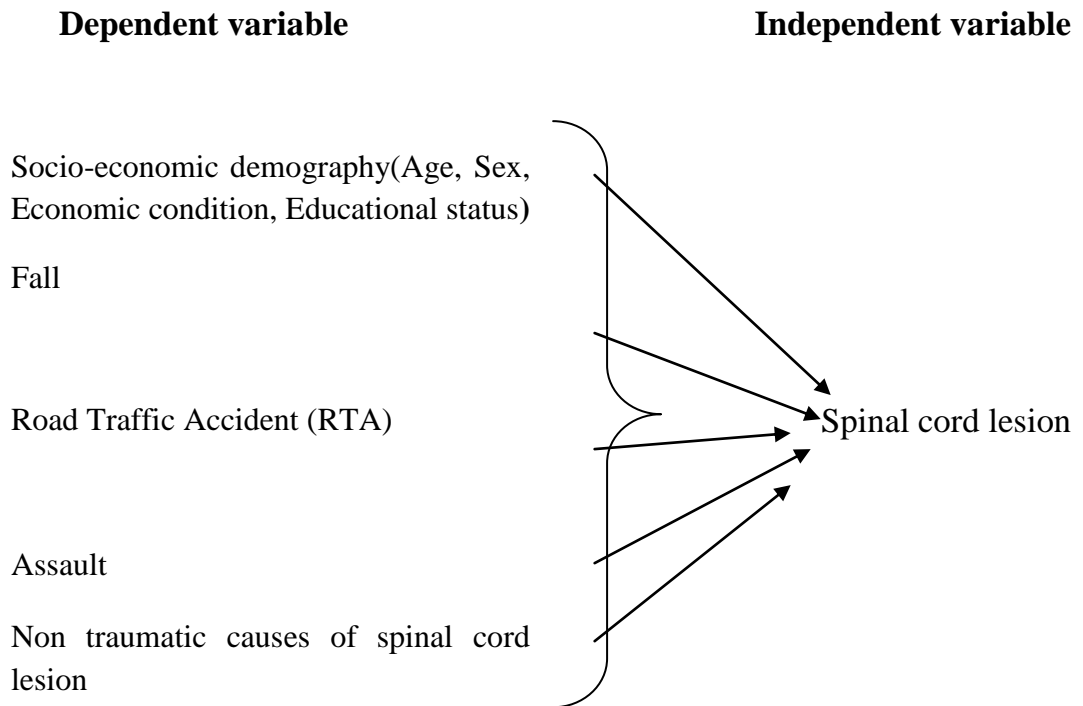 Dependent variable Independent variable
Socio-economic demography(Age, Sex,
Economic condition, Educational status)
Fall
Road Traffic Accident (RTA)
Spinal cord lesion
Assault
Non traumatic causes of spinal cord
lesion